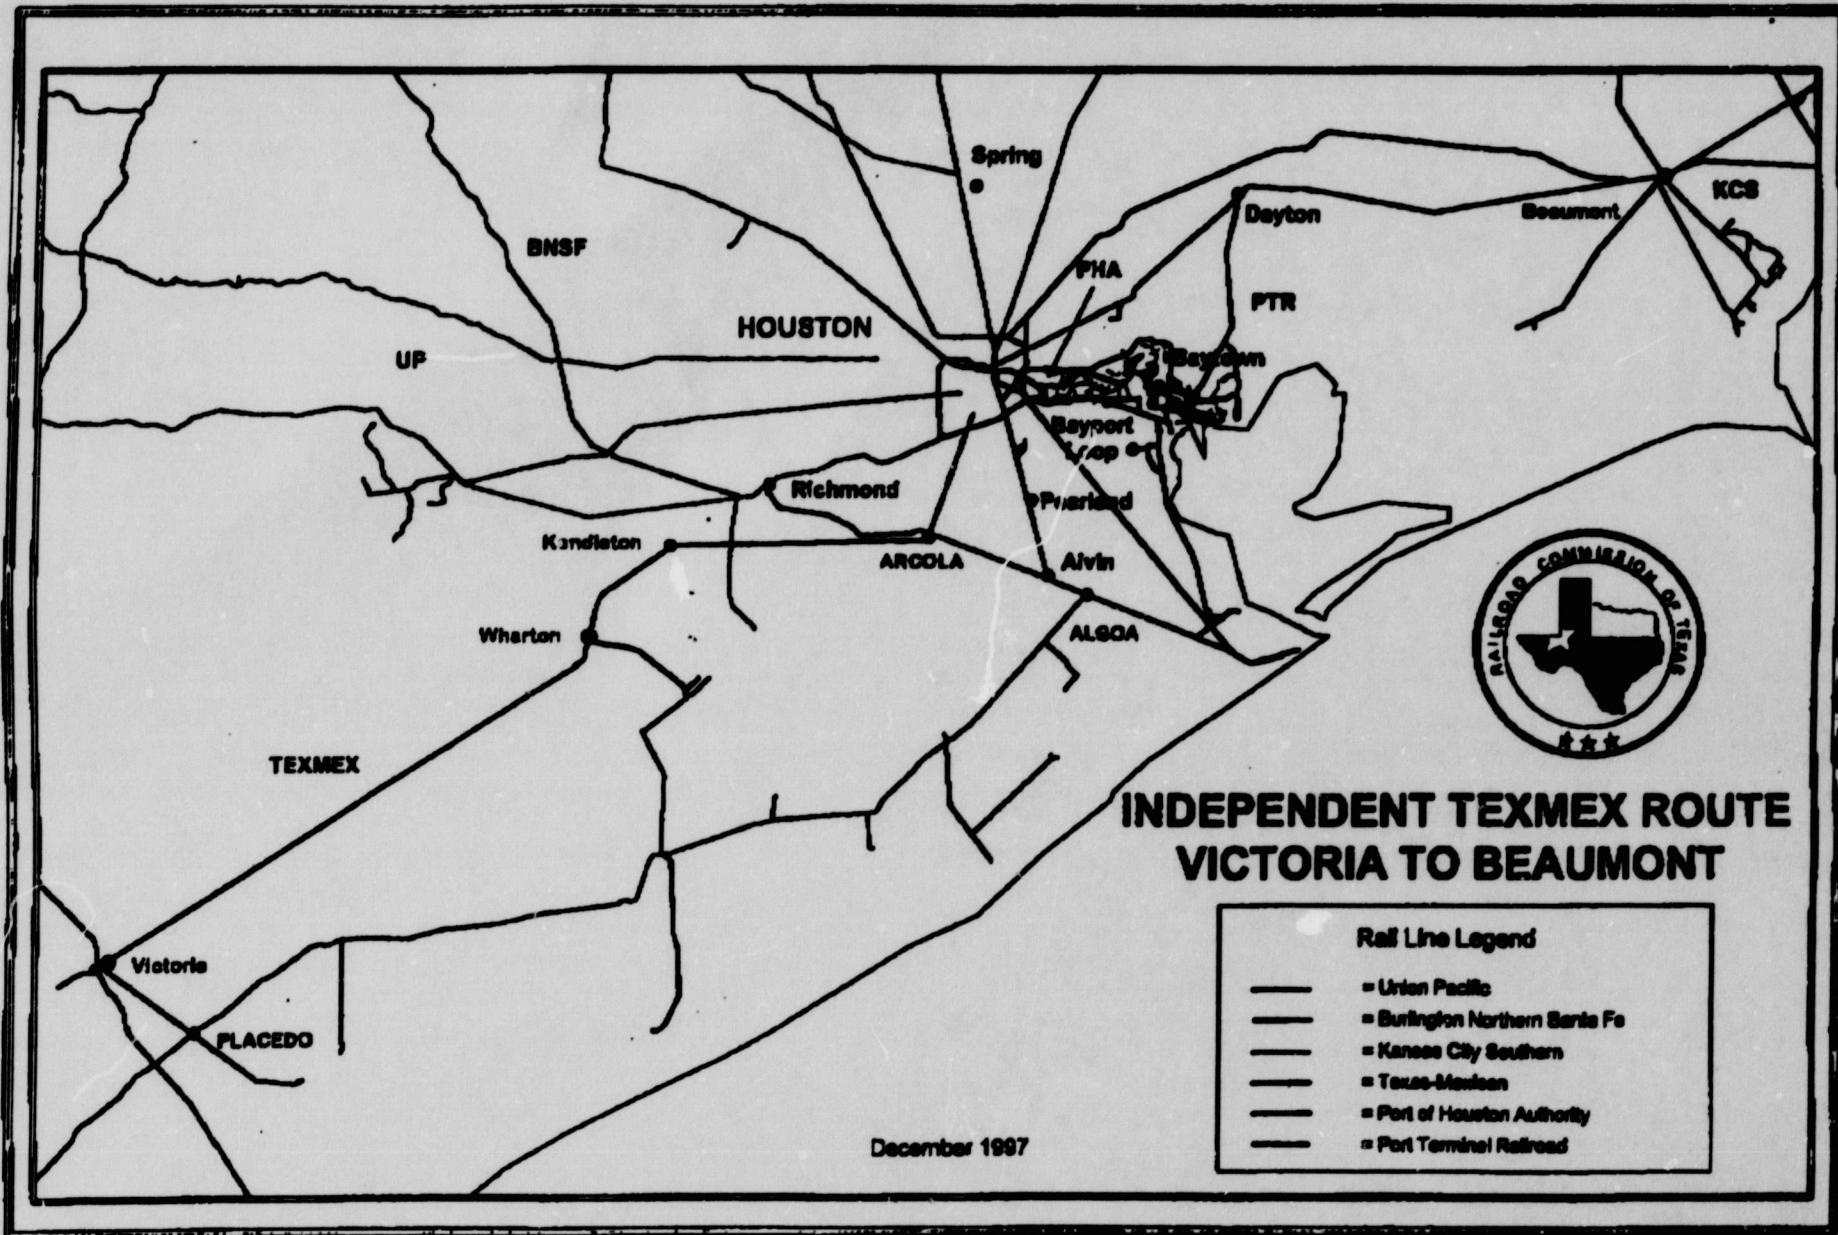 Spring
KCS
Dayton
Beaumont
BNSF
PHA
PTR
HOUSTON
UP
Baytown
Bayport
Loop
Richmond
Pearland
Kendleton
ARCOLA
Alvin
Wharton
ALGOA
RAILROAD COMMISSION OF TEXAS
TEXMEX
INDEPENDENT TEXMEX ROUTE
VICTORIA TO BEAUMONT
Rail Line Legend
= Union Pacific
= Burlington Northern Santa Fe
= Kansas City Southern
= Texas-Mexican
= Port of Houston Authority
= Port Terminal Railroad
Victoria
PLACEDO
December 1997